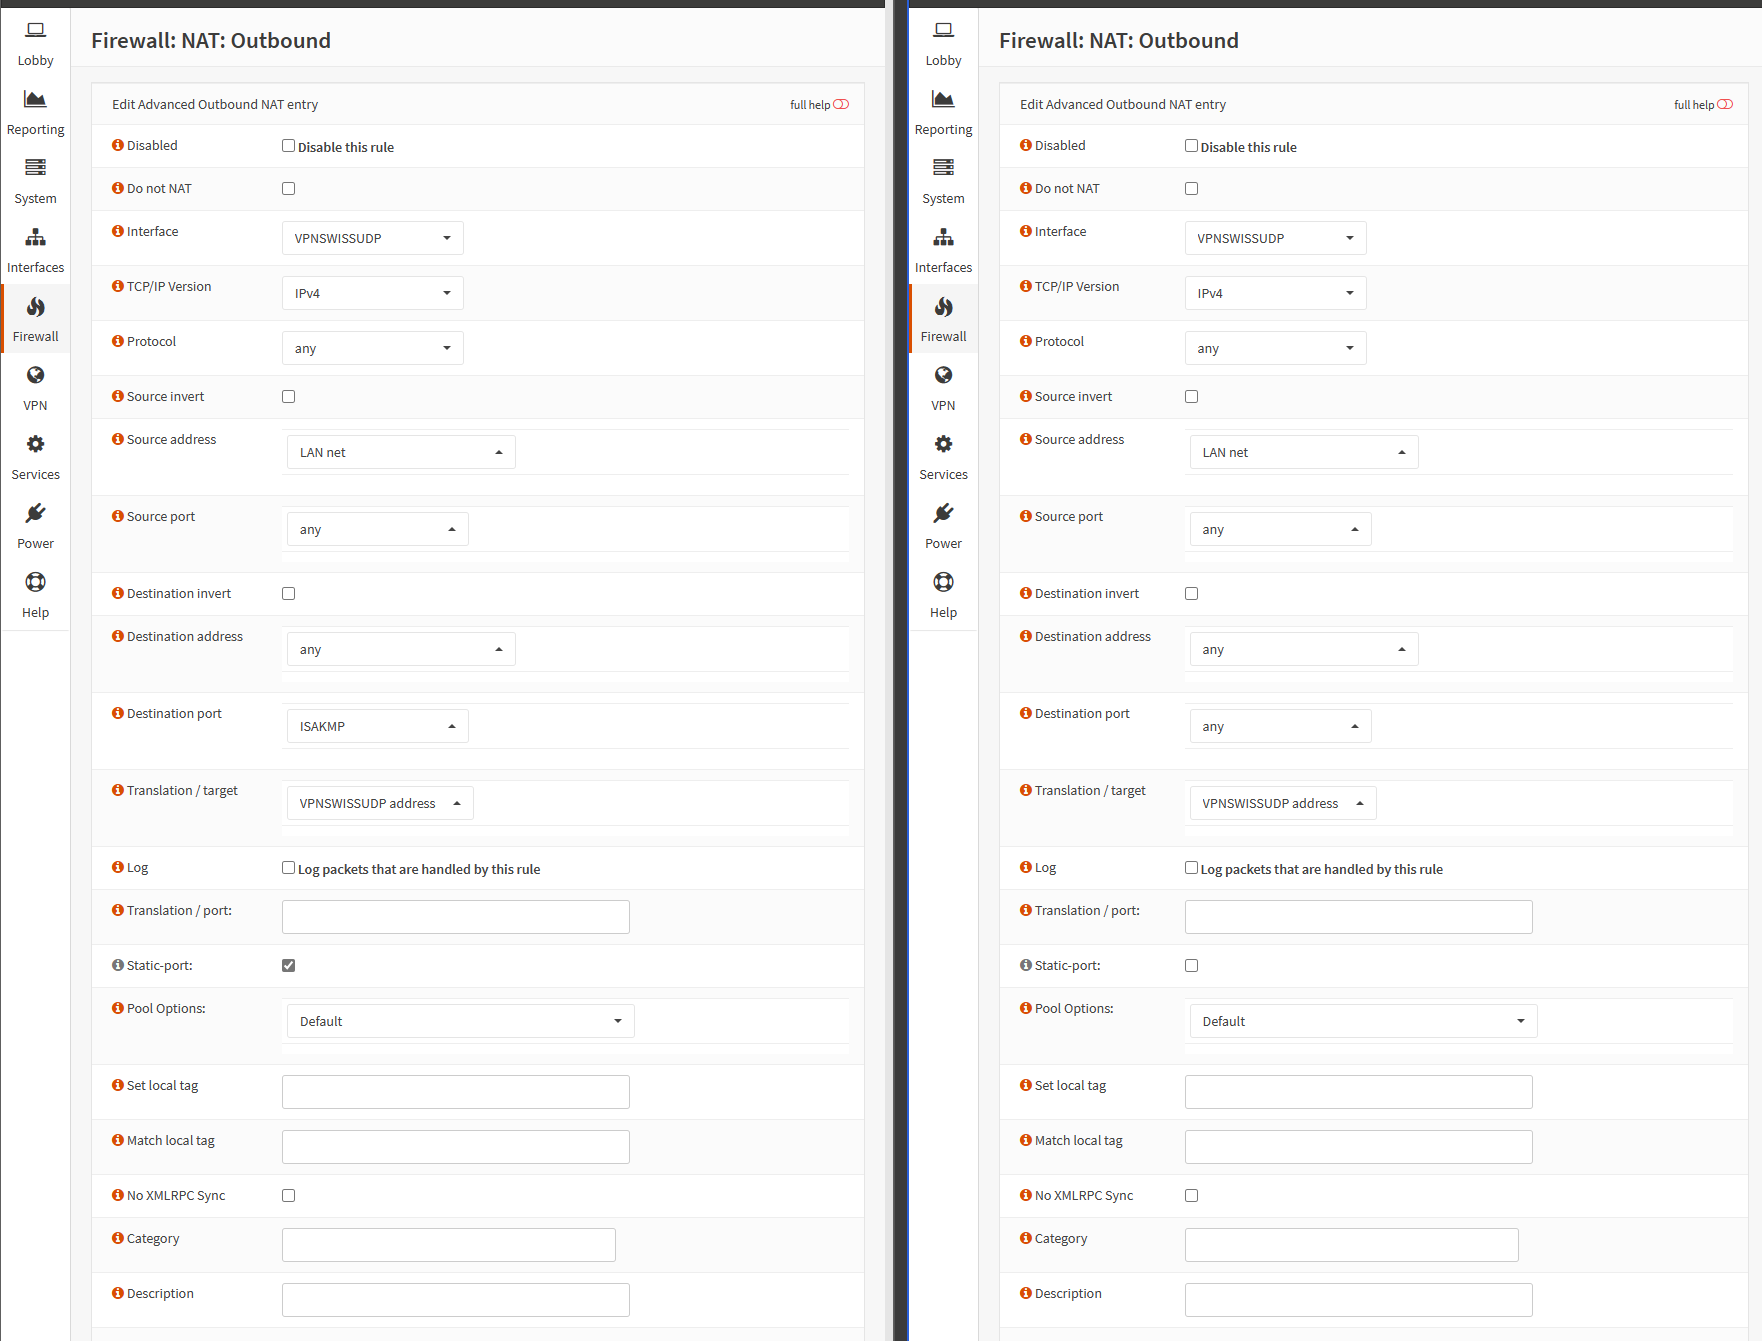 Lobby
Reporting
System
Interfaces
Firewall
VPN
Services
Power
Help
Firewall: NAT: Outbound
Edit Advanced Outbound NAT entry full help
Disabled Disable this rule
Do not NAT
Interface VPNSWISSUDP
TCP/IP Version IPv4
Protocol any
Source invert
Source address LAN net
Source port any
Destination invert
Destination address any
Destination port ISAKMP
Translation / target VPNSWISSUDP address
Log Log packets that are handled by this rule
Translation / port:
Static-port:
Pool Options: Default
Set local tag
Match local tag
No XMLRPC Sync
Category
Description
Lobby
Reporting
System
Interfaces
Firewall
VPN
Services
Power
Help
Firewall: NAT: Outbound
Edit Advanced Outbound NAT entry full help
Disabled Disable this rule
Do not NAT
Interface VPNSWISSUDP
TCP/IP Version IPv4
Protocol any
Source invert
Source address LAN net
Source port any
Destination invert
Destination address any
Destination port any
Translation / target VPNSWISSUDP address
Log Log packets that are handled by this rule
Translation / port:
Static-port:
Pool Options: Default
Set local tag
Match local tag
No XMLRPC Sync
Category
Description